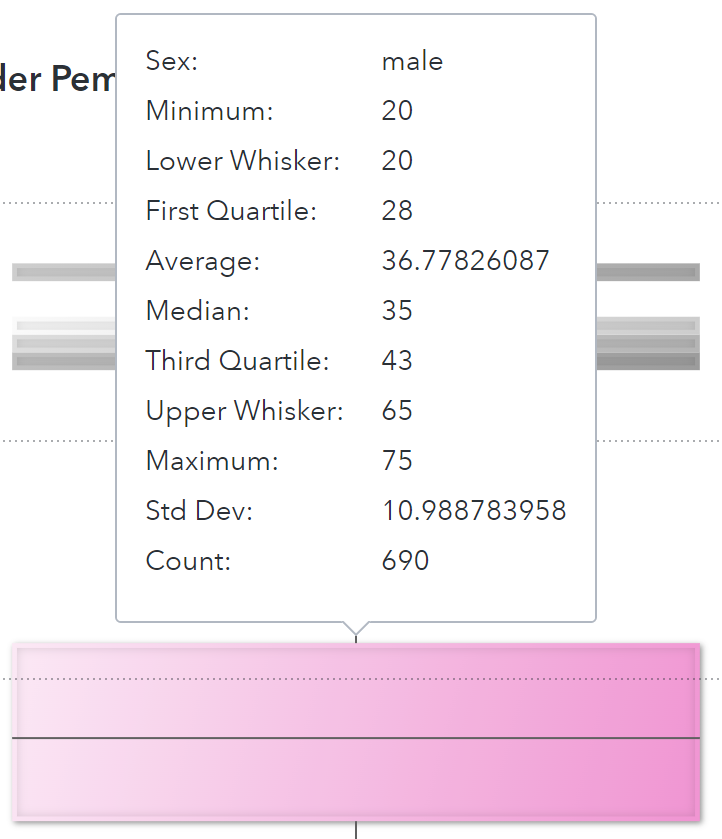 Sex: male
der Pem
Minimum: 20
Lower Whisker: 20
First Quartile: 28
Average: 36.77826087
Median: 35
Third Quartile: 43
Upper Whisker: 65
Maximum: 75
Std Dev: 10.988783958
Count: 690